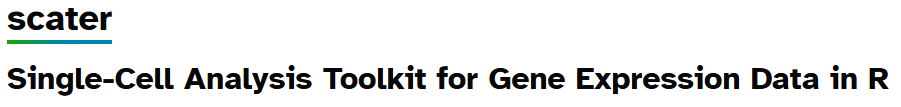 scater
Single-Cell Analysis Toolkit for Gene Expression Data in R